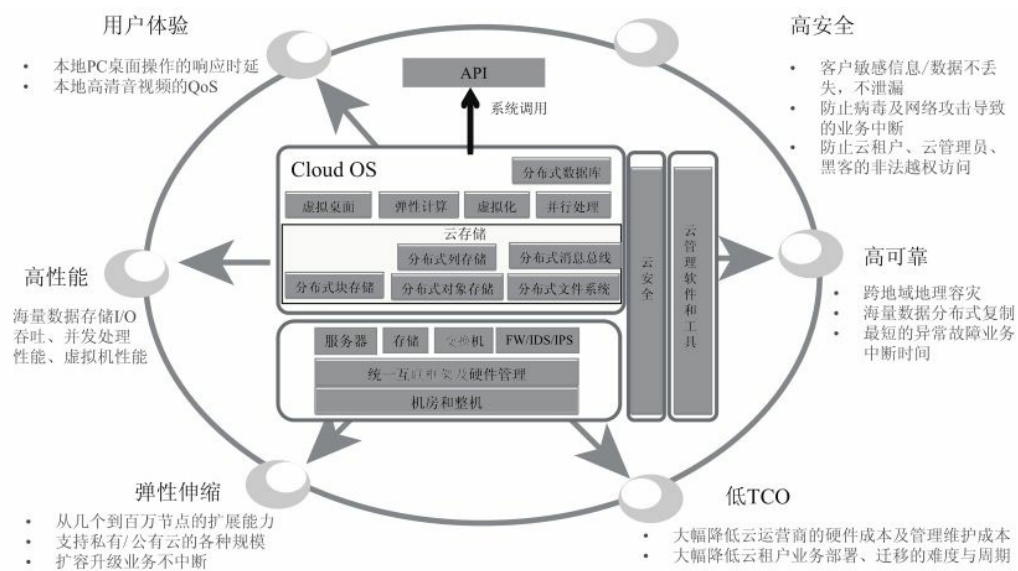 用户体验
• 本地PC桌面操作的响应时延
• 本地高清音视频的QoS
高安全
• 客户敏感信息/数据不丢
失，不泄漏
• 防止病毒及网络攻击导致
的业务中断
• 防止云租户、云管理员、
黑客的非法越权访问
API
系统调用
Cloud OS
分布式数据库
虚拟桌面
弹性计算
虚拟化
并行处理
云存储
分布式列存储
分布式消息总线
分布式块存储
分布式对象存储
分布式文件系统
云安全
云管理软件和工具
服务器
存储
交换机
FW/IDS/IPS
统一互联框架及硬件管理
机房和整机
高性能
海量数据存储I/O
吞吐、并发处理
性能、虚拟机性能
高可靠
• 跨地域地理容灾
• 海量数据分布式复制
• 最短的异常故障业务
中断时间
弹性伸缩
• 从几个到百万节点的扩展能力
• 支持私有/公有云的各种规模
• 扩容升级业务不中断
低TCO
• 大幅降低云运营商的硬件成本及管理维护成本
• 大幅降低云租户业务部署、迁移的难度与周期